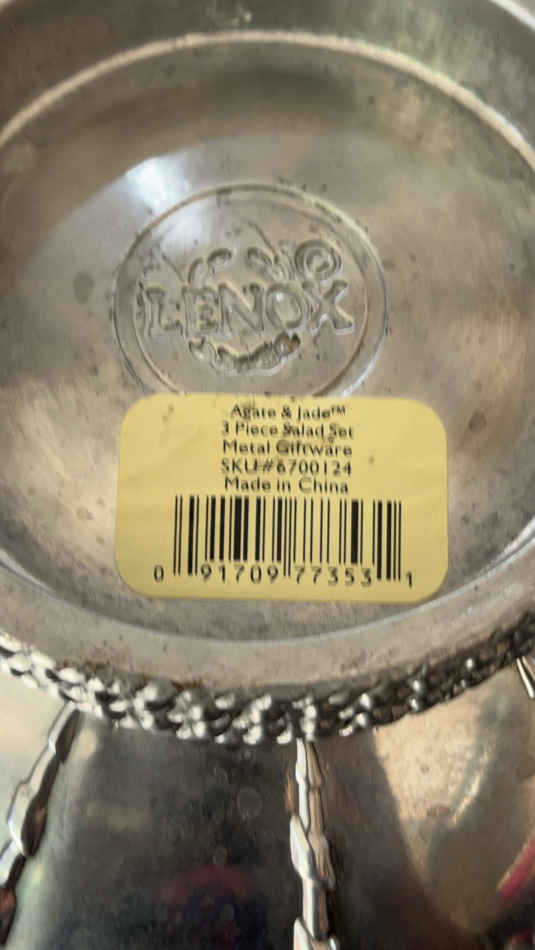 ©
LENOX
Agate & Jade™
3 Piece Salad Set
Metal Giftware
SKU#6700124
Made in China
0 91709 77353 1